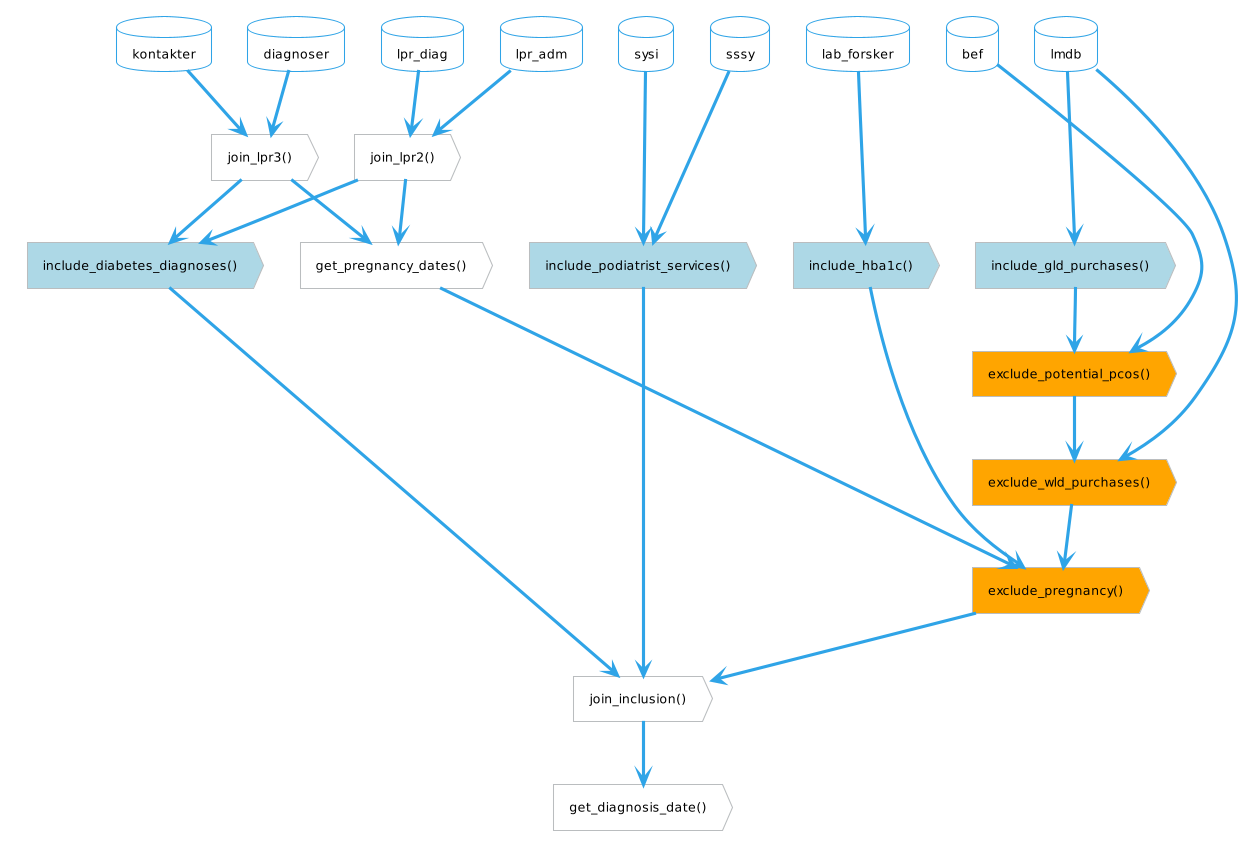 kontakter
diagnoser
lpr_diag
lpr_adm
sysi
sssy
lab_forsker
bef
lmdb
join_lpr3()
join_lpr2()
include_diabetes_diagnoses()
get_pregnancy_dates()
include_podiatrist_services()
include_hba1c()
include_gld_purchases()
exclude_potential_pcos()
exclude_wld_purchases()
exclude_pregnancy()
join_inclusion()
get_diagnosis_date()